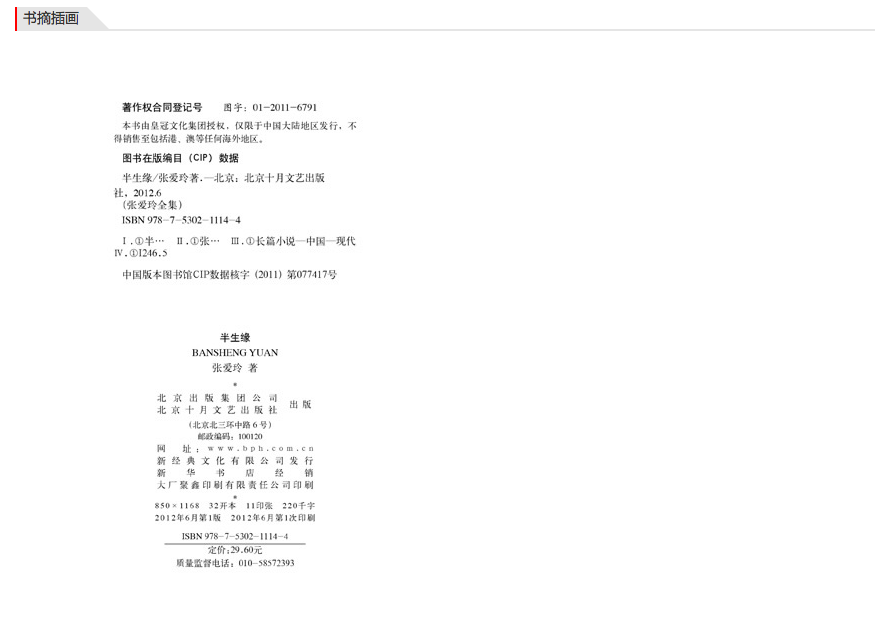 书摘插画
著作权合同登记号 图字：01-2011-6791
本书由皇冠文化集团授权，仅限于中国大陆地区发行，不
得销售至包括港、澳等任何海外地区。
图书在版编目（CIP）数据
半生缘/张爱玲著.—北京：北京十月文艺出版
社，2012.6
（张爱玲全集）
ISBN 978-7-5302-1114-4
Ⅰ.①半… Ⅱ.①张… Ⅲ.①长篇小说—中国—现代
Ⅳ.①I246.5
中国版本图书馆CIP数据核字（2011）第077417号
半生缘
BANSHENG YUAN
张爱玲 著
*
北京出版集团公司
北京十月文艺出版社 出版
（北京北三环中路6号）
邮政编码：100120
网 址：www.bph.com.cn
新经典文化有限公司发行
新华书店经销
大厂聚鑫印刷有限责任公司印刷
*
850×1168 32开本 11印张 220千字
2012年6月第1版 2012年6月第1次印刷
ISBN 978-7-5302-1114-4
定价：29.60元
质量监督电话：010-58572393